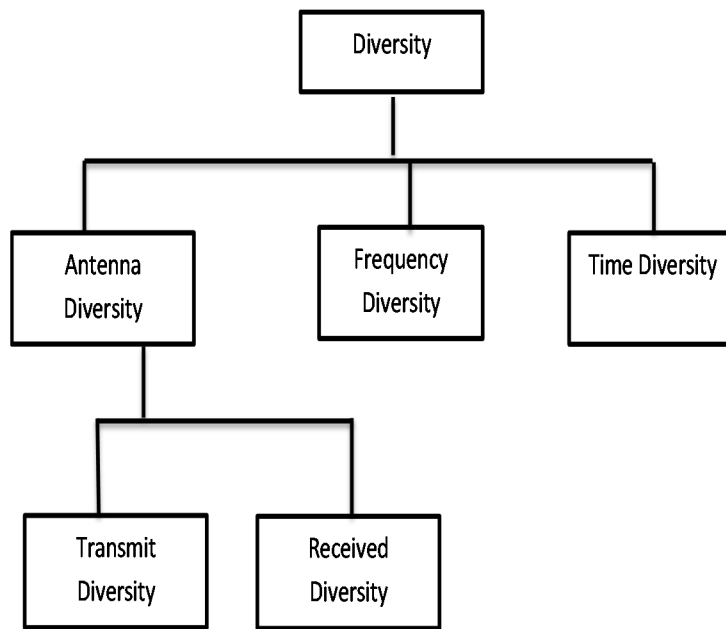 Diversity
Antenna
Diversity
Frequency
Diversity
Time Diversity
Transmit
Diversity
Received
Diversity